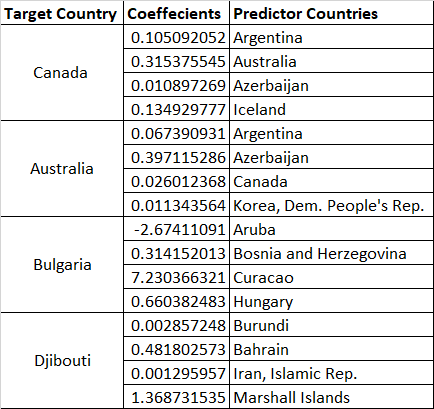 Target Country Coeffecients Predictor Countries
0.105092052 Argentina
0.315375545 Australia
Canada
0.010897269 Azerbaijan
0.134929777 Iceland
0.067390931 Argentina
0.397115286 Azerbaijan
Australia
0.026012368 Canada
0.011343564 Korea, Dem. People's Rep.
-2.67411091 Aruba
0.314152013 Bosnia and Herzegovina
Bulgaria
7.230366321 Curacao
0.660382483 Hungary
0.002857248 Burundi
0.481802573 Bahrain
Djibouti
0.001295957 Iran, Islamic Rep.
1.368731535 Marshall Islands